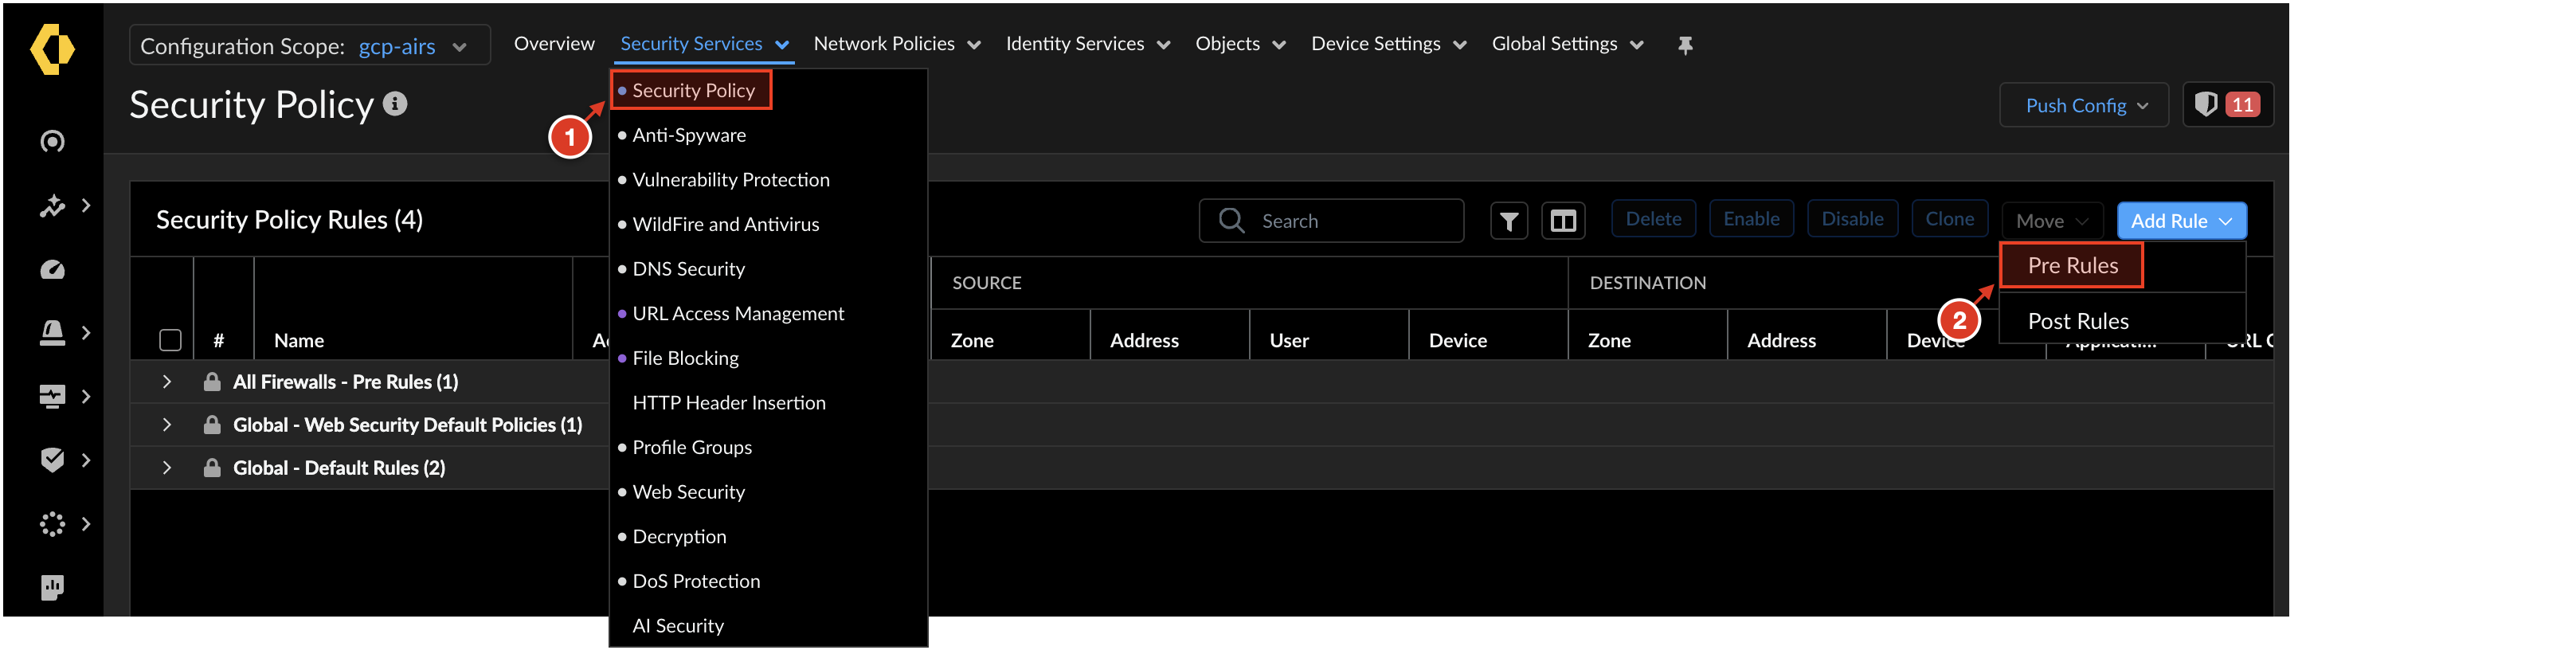 Configuration Scope: gcp-airs
Overview
Security Services
Network Policies
Identity Services
Objects
Device Settings
Global Settings
Security Policy
Push Config
11
1
Security Policy
Anti-Spyware
Vulnerability Protection
WildFire and Antivirus
DNS Security
URL Access Management
File Blocking
HTTP Header Insertion
Profile Groups
Web Security
Decryption
DoS Protection
AI Security
Security Policy Rules (4)
Search
Delete
Enable
Disable
Clone
Move
Add Rule
Pre Rules
Post Rules
2
SOURCE
DESTINATION
#
Name
Zone
Address
User
Device
Zone
Address
Device
All Firewalls - Pre Rules (1)
Global - Web Security Default Policies (1)
Global - Default Rules (2)